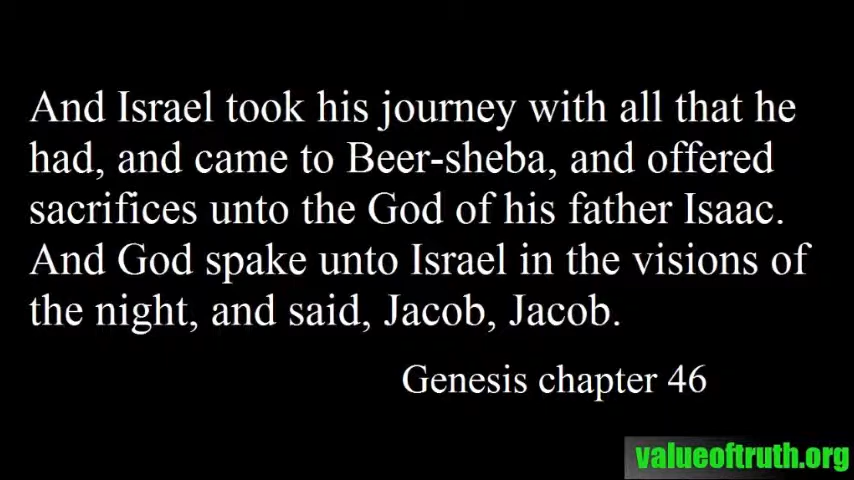 And Israel took his journey with all that he
had, and came to Beer-sheba, and offered
sacrifices unto the God of his father Isaac.
And God spake unto Israel in the visions of
the night, and said, Jacob, Jacob.
Genesis chapter 46
valueoftruth.org